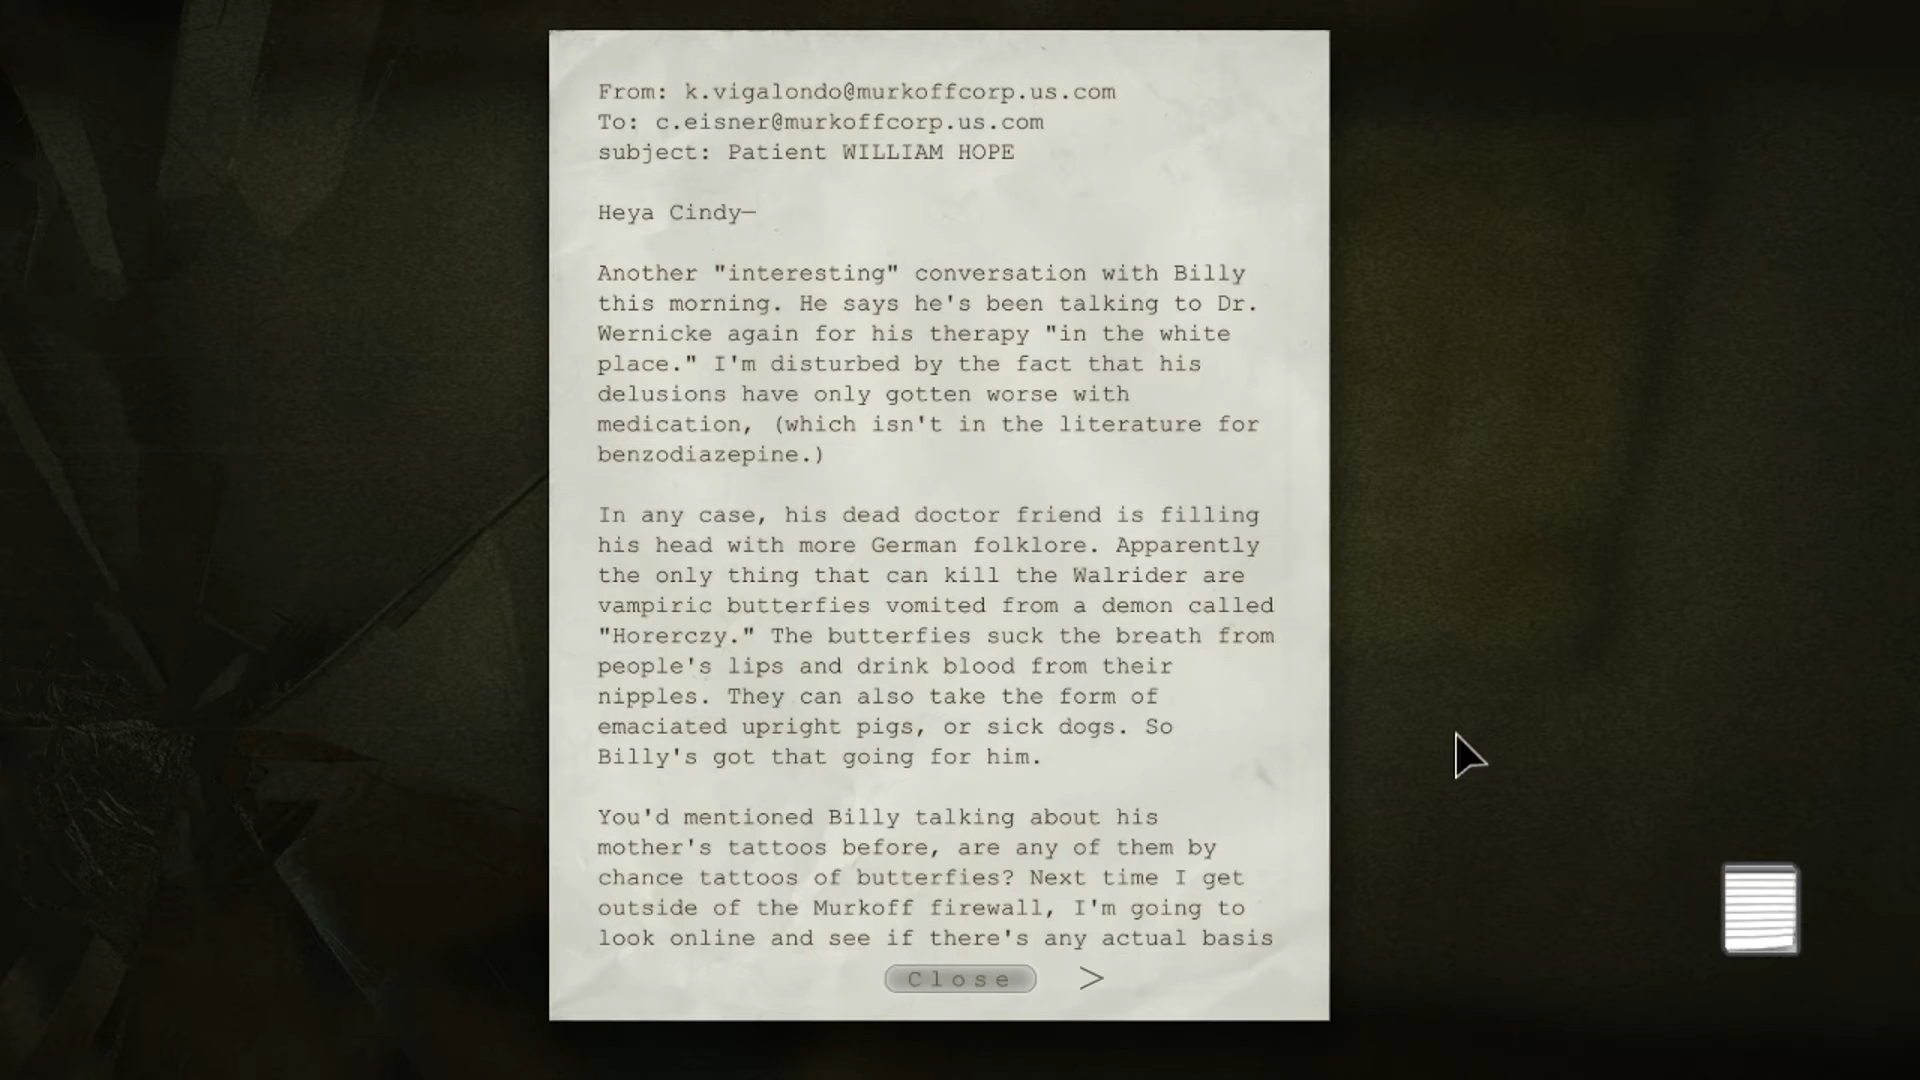 From: k.vigalondo@murkoffcorp.us.com
To: c.eisner@murkoffcorp.us.com
subject: Patient WILLIAM HOPE
Heya Cindy—
Another "interesting" conversation with Billy
this morning. He says he's been talking to Dr.
Wernicke again for his therapy "in the white
place." I'm disturbed by the fact that his
delusions have only gotten worse with
medication, (which isn't in the literature for
benzodiazepine.)
In any case, his dead doctor friend is filling
his head with more German folklore. Apparently
the only thing that can kill the Walrider are
vampiric butterfies vomited from a demon called
"Horerczy." The butterfies suck the breath from
people's lips and drink blood from their
nipples. They can also take the form of
emaciated upright pigs, or sick dogs. So
Billy's got that going for him.
You'd mentioned Billy talking about his
mother's tattoos before, are any of them by
chance tattoos of butterfies? Next time I get
outside of the Murkoff firewall, I'm going to
look online and see if there's any actual basis
Close >